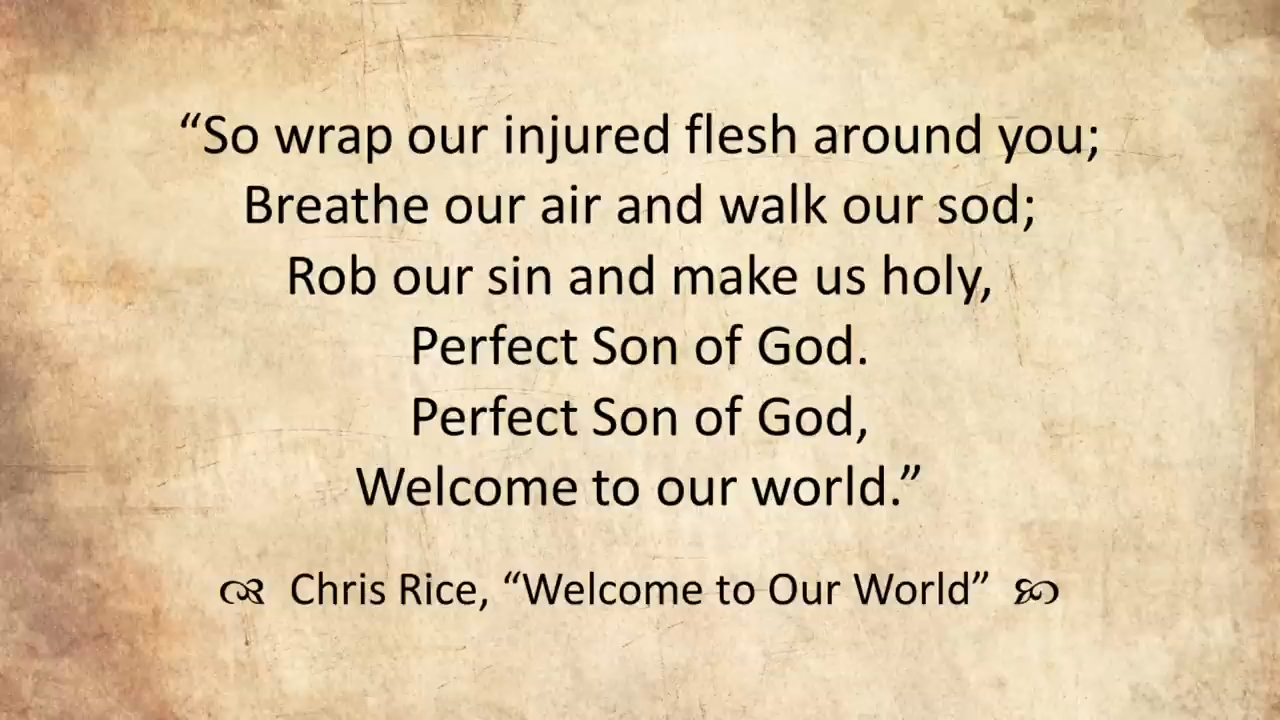 “So wrap our injured flesh around you;
Breathe our air and walk our sod;
Rob our sin and make us holy,
Perfect Son of God.
Perfect Son of God,
Welcome to our world.”
Chris Rice, “Welcome to Our World”